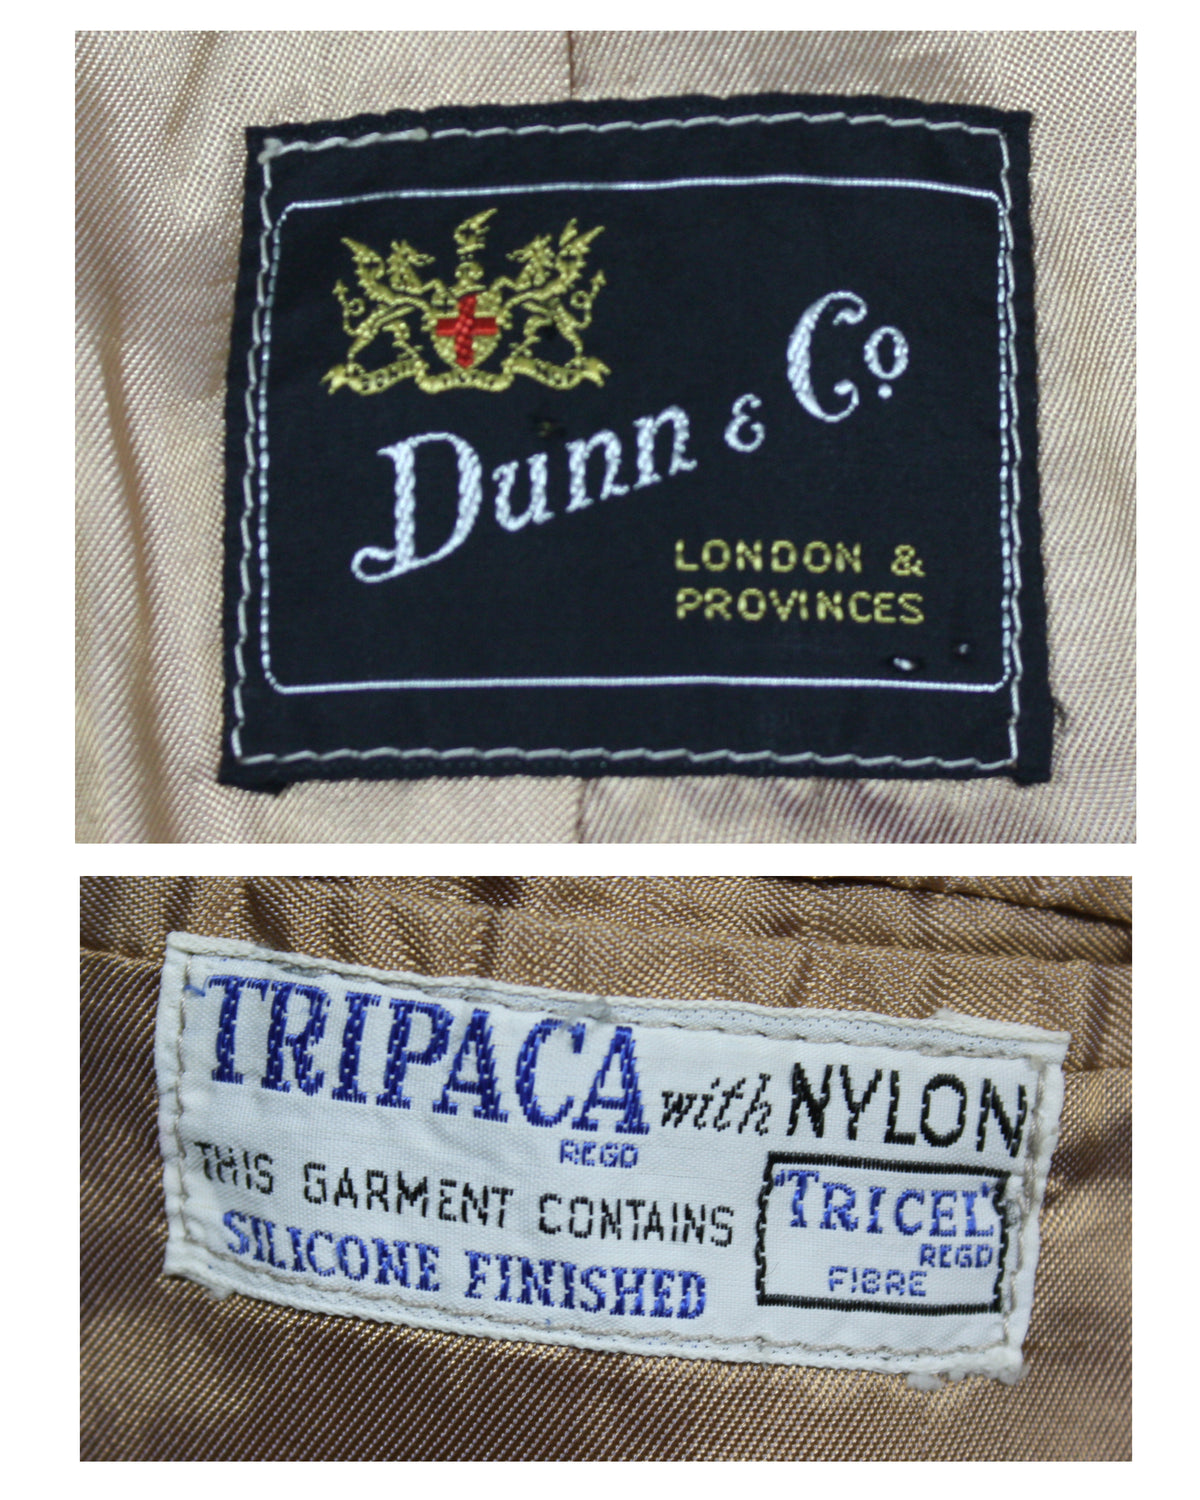 Dunn & Co
LONDON &
PROVINCES
TRIPACA with NYLON
REGD
THIS GARMENT CONTAINS
SILICONE FINISHED
"TRICEL"
REGD
FIBRE